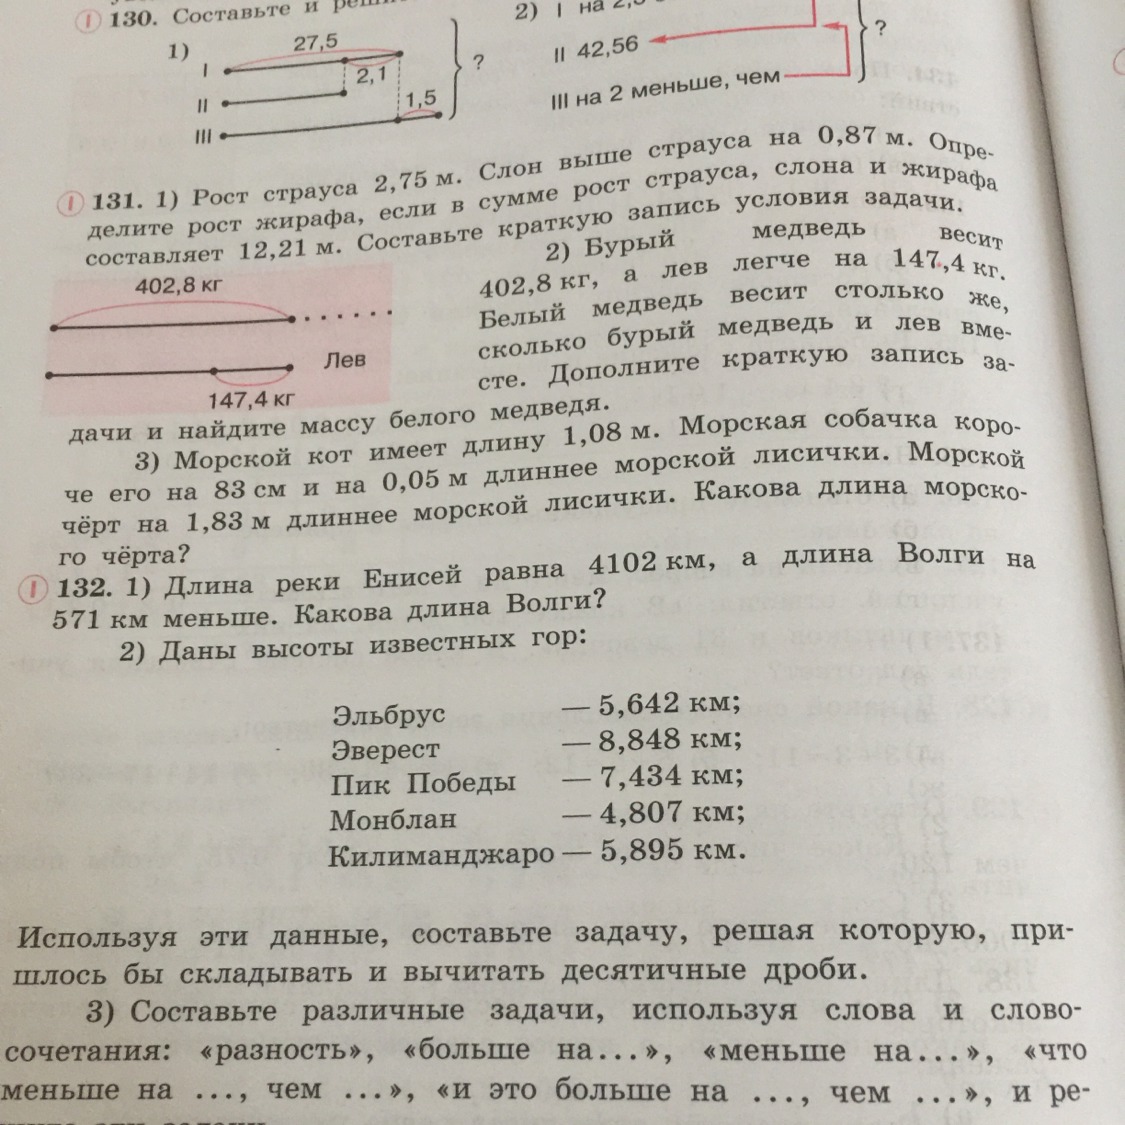 130. Составьте и
1)
27,5
I
2,1
II
1,5
III
?
2) I на
II 42,56
III на 2 меньше, чем
?
131. 1) Рост страуса 2,75 м. Слон выше страуса на 0,87 м. Опре-
делите рост жирафа, если в сумме рост страуса, слона и жирафа
составляет 12,21 м. Составьте краткую запись условия задачи.
2) Бурый медведь весит
402,8 кг, а лев легче на 147,4 кг.
Белый медведь весит столько же,
сколько бурый медведь и лев вме-
сте. Дополните краткую запись за-
402,8 кг
Лев
147,4 кг
дачи и найдите массу белого медведя.
3) Морской кот имеет длину 1,08 м. Морская собачка коро-
че его на 83 см и на 0,05 м длиннее морской лисички. Морской
чёрт на 1,83 м длиннее морской лисички. Какова длина морско-
го чёрта?
132. 1) Длина реки Енисей равна 4102 км, а длина Волги на
571 км меньше. Какова длина Волги?
2) Даны высоты известных гор:
Эльбрус — 5,642 км;
Эверест — 8,848 км;
Пик Победы — 7,434 км;
Монблан — 4,807 км;
Килиманджаро — 5,895 км.
Используя эти данные, составьте задачу, решая которую, при-
шлось бы складывать и вычитать десятичные дроби.
3) Составьте различные задачи, используя слова и слово-
сочетания: «разность», «больше на...», «меньше на...», «что
меньше на ..., чем ...», «и это больше на ..., чем ...», и ре-